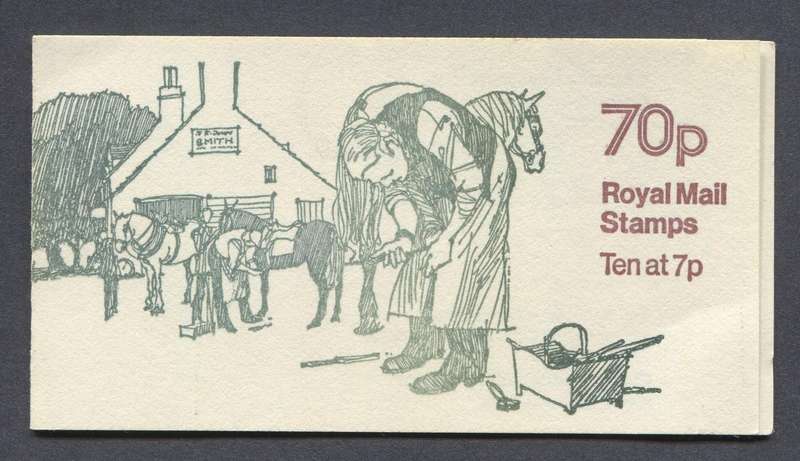 SMITH
70p
Royal Mail
Stamps
Ten at 7p